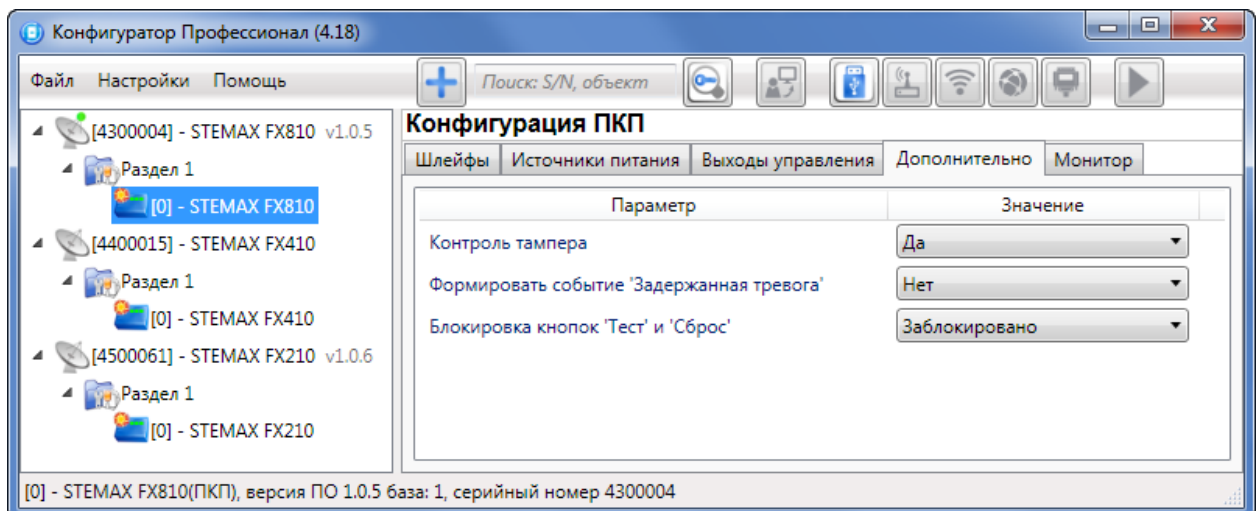 Конфигуратор Профессионал (4.18)
Файл Настройки Помощь
Поиск: S/N, объект
[4300004] - STEMAX FX810 v1.0.5
Раздел 1
[0] - STEMAX FX810
[4400015] - STEMAX FX410
Раздел 1
[0] - STEMAX FX410
[4500061] - STEMAX FX210 v1.0.6
Раздел 1
[0] - STEMAX FX210
Конфигурация ПКП
Шлейфы Источники питания Выходы управления Дополнительно Монитор
Параметр Значение
Контроль тампера Да
Формировать событие 'Задержанная тревога' Нет
Блокировка кнопок 'Тест' и 'Сброс' Заблокировано
[0] - STEMAX FX810(ПКП), версия ПО 1.0.5 база: 1, серийный номер 4300004